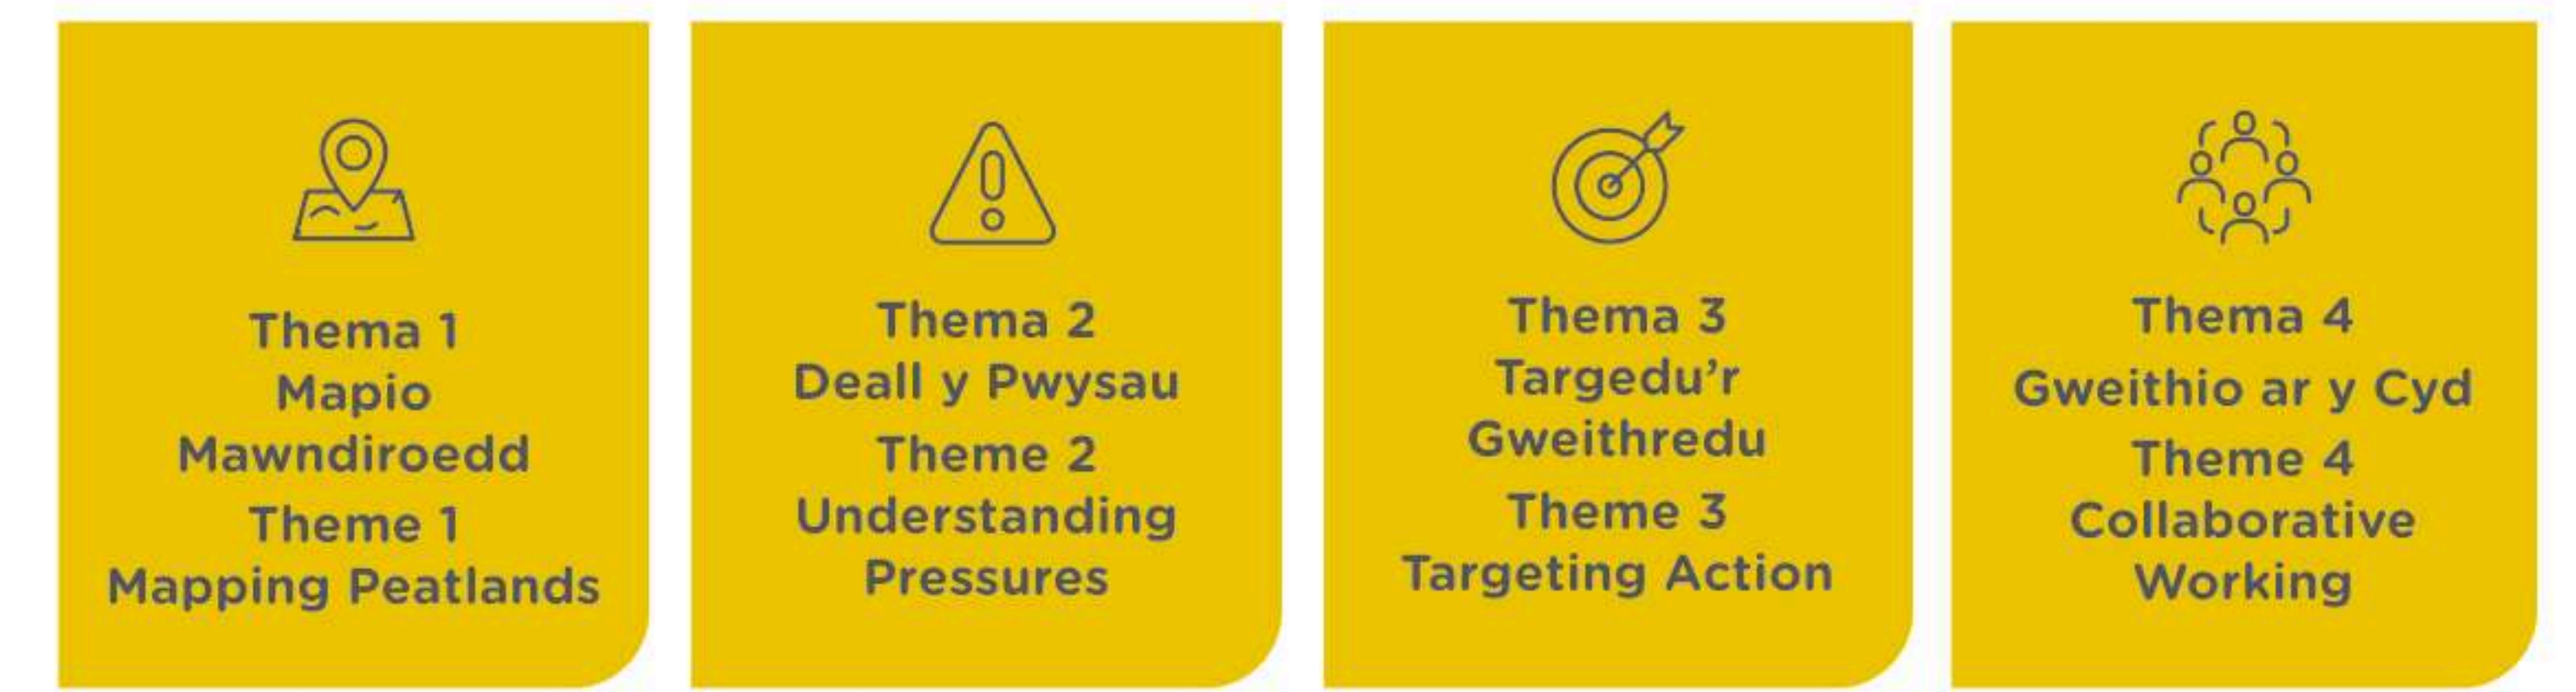 Thema 1
Mapio
Mawndiroedd
Theme 1
Mapping Peatlands
Thema 2
Deall y Pwysau
Theme 2
Understanding
Pressures
Thema 3
Targedu’r
Gweithredu
Theme 3
Targeting Action
Thema 4
Gweithio ar y Cyd
Theme 4
Collaborative
Working